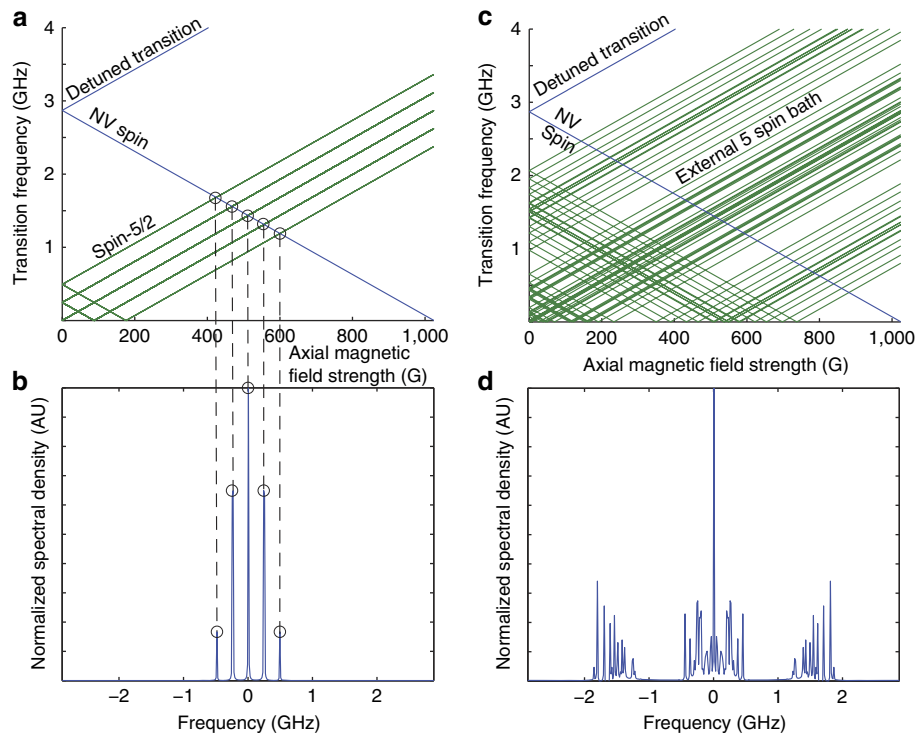 a
Transition frequency (GHz)
4
3
2
1
Detuned transition
NV spin
Spin-5/2
0
200
400
600
800
1,000
Axial magnetic
field strength (G)
b
Normalized spectral density (AU)
−2
−1
0
1
2
Frequency (GHz)
c
Transition frequency (GHz)
4
3
2
1
Detuned transition
NV
Spin
External 5 spin bath
0
200
400
600
800
1,000
Axial magnetic field strength (G)
d
Normalized spectral density (AU)
−2
−1
0
1
2
Frequency (GHz)